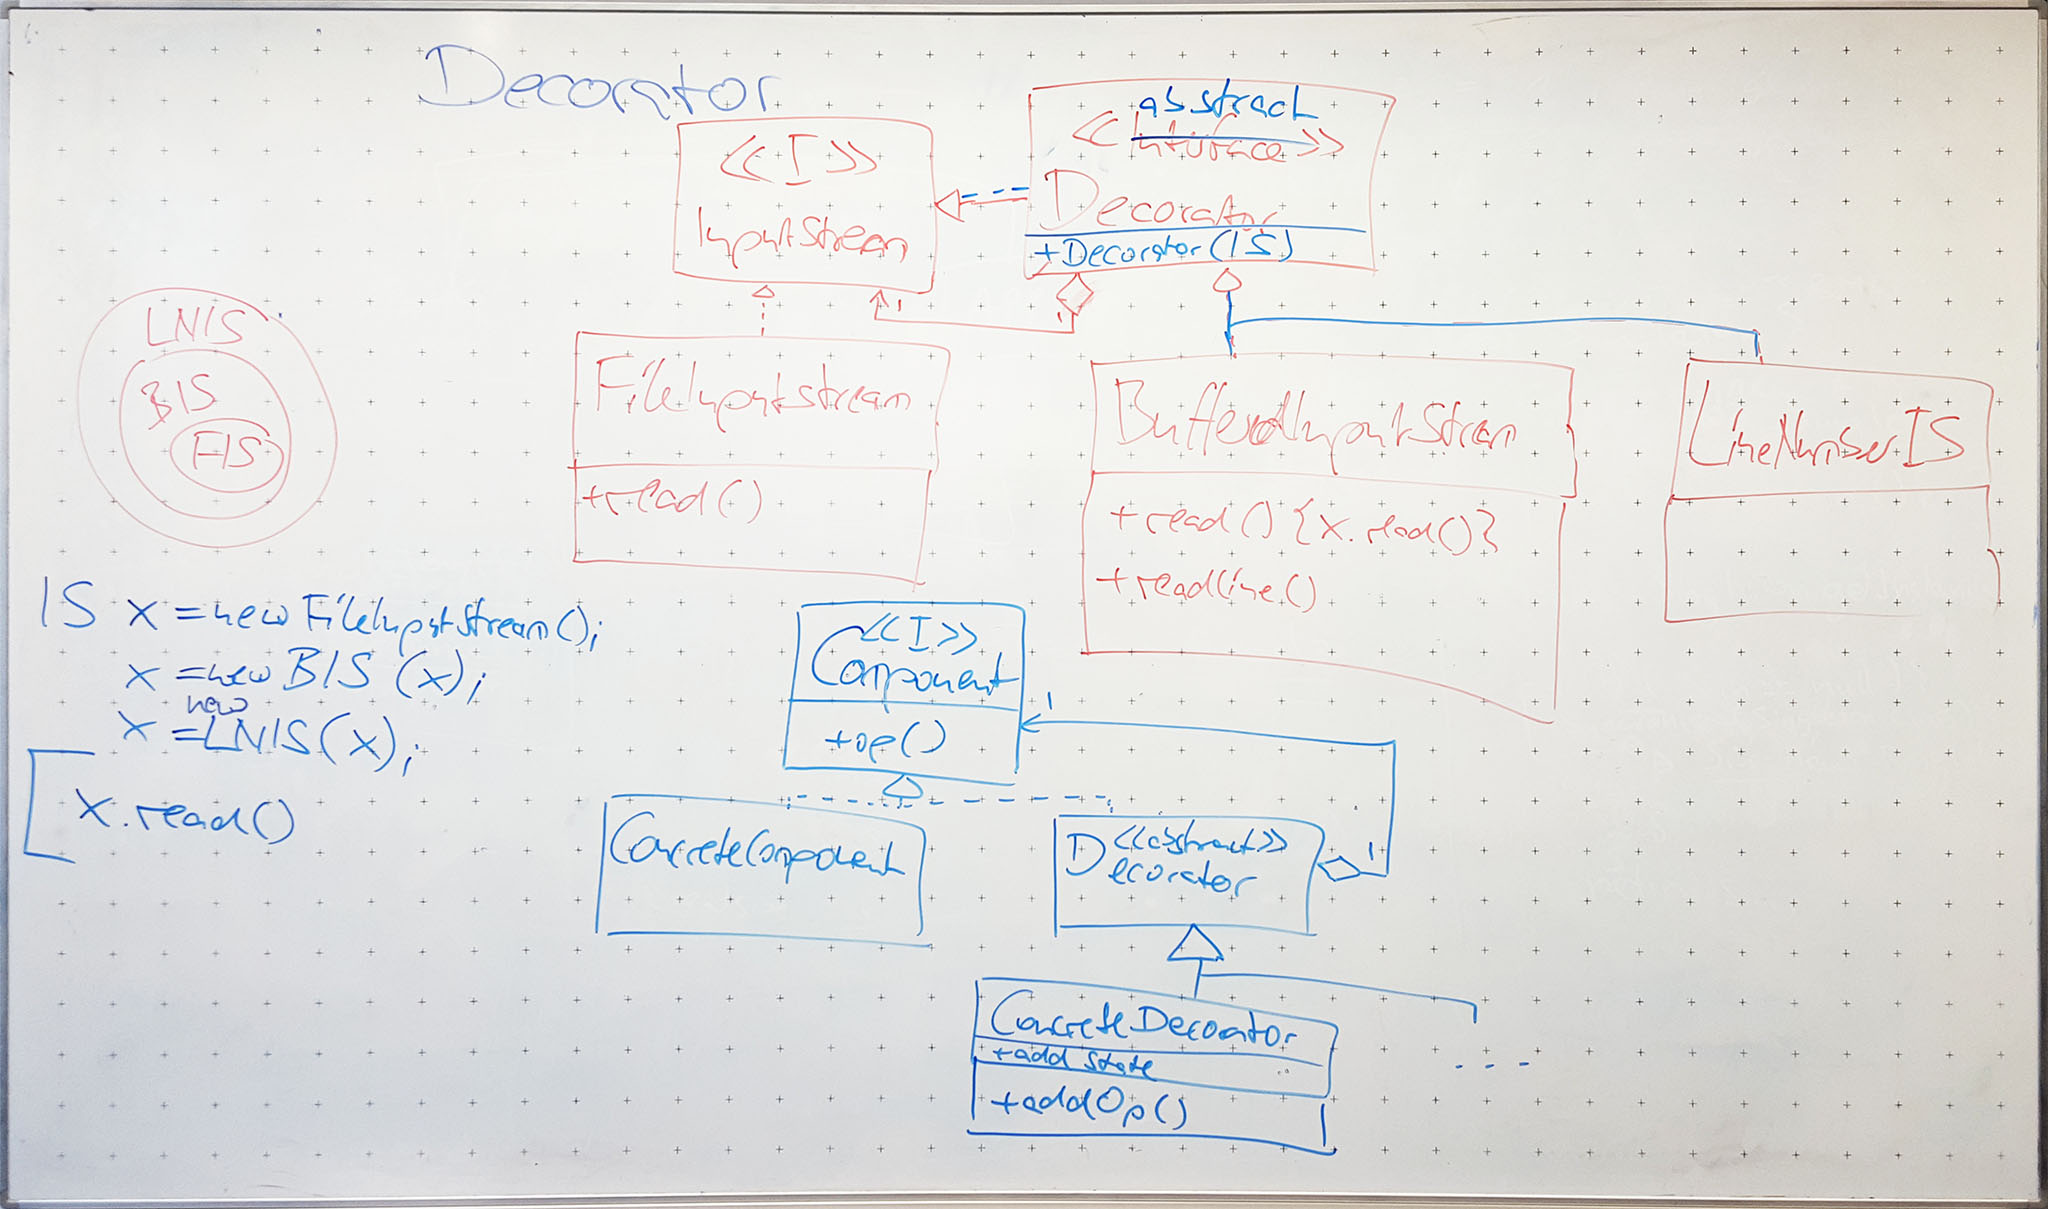 Decorator
<<I>>
InputStream
abstract
<<Interface>>
Decorator
+Decorator(IS)
1
1
LNIS
BIS
FIS
FileInputstream
+read()
BufferedInputStream
+read(){x.read()}
+readline()
LineNumberIS
IS x = new FileInputStream();
x = new BIS (x);
new
x = LNIS(x);
x.read()
<<I>>
Component
+op()
1
ConcreteComponent
<<abstract>>
Decorator
1
ConcreteDecorator
+add State
+addOp()
...